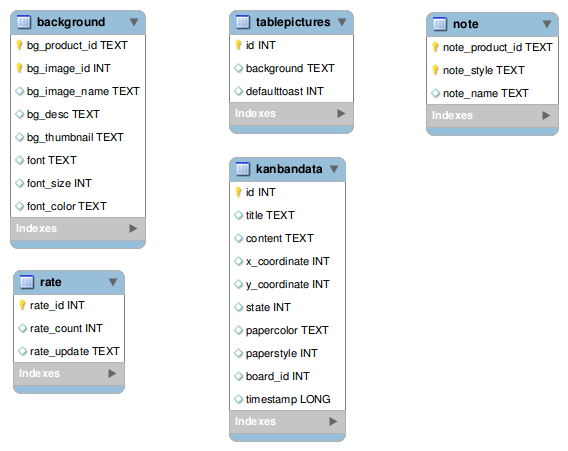 background
bg_product_id TEXT
bg_image_id INT
bg_image_name TEXT
bg_desc TEXT
bg_thumbnail TEXT
font TEXT
font_size INT
font_color TEXT
Indexes
rate
rate_id INT
rate_count INT
rate_update TEXT
Indexes
tablepictures
id INT
background TEXT
defaulttoast INT
Indexes
kanbandata
id INT
title TEXT
content TEXT
x_coordinate INT
y_coordinate INT
state INT
papercolor TEXT
paperstyle INT
board_id INT
timestamp LONG
Indexes
note
note_product_id TEXT
note_style TEXT
note_name TEXT
Indexes